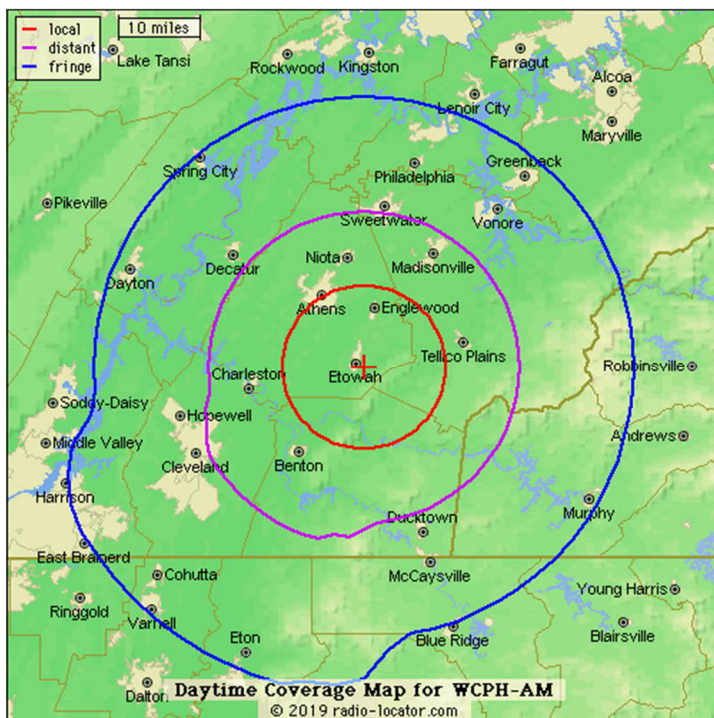 local
distant
fringe
10 miles
Lake Tansi
Rockwood
Kingston
Farragut
Alcoa
Lenoir City
Maryville
Spring City
Philadelphia
Greenback
Pikeville
Sweetwater
Vonore
Decatur
Niota
Madisonville
Dayton
Athens
Englewood
Tellico Plains
Etowah
Robbinsville
Charleston
Soddy-Daisy
Hopewell
Middle Valley
Andrews
Cleveland
Benton
Harrison
Murphy
Ducktown
East Brainerd
McCaysville
Cohutta
Young Harris
Ringgold
Varnell
Blue Ridge
Blairsville
Eton
Dalton
Daytime Coverage Map for WCPH-AM
© 2019 radio-locator.com